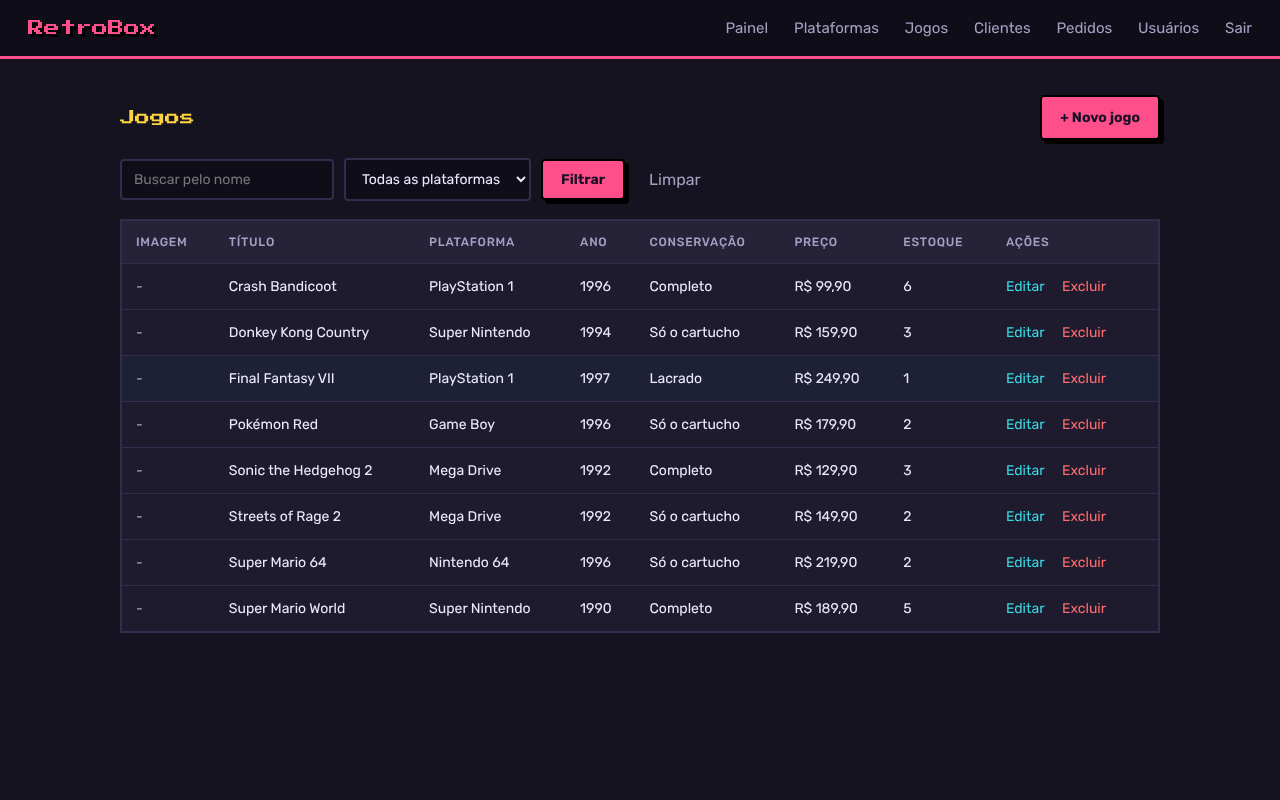 RetroBox Painel Plataformas Jogos Clientes Pedidos Usuários Sair
Jogos + Novo jogo
Buscar pelo nome Todas as plataformas Filtrar Limpar
IMAGEM TÍTULO PLATAFORMA ANO CONSERVAÇÃO PREÇO ESTOQUE AÇÕES
- Crash Bandicoot PlayStation 1 1996 Completo R$ 99,90 6 Editar Excluir
- Donkey Kong Country Super Nintendo 1994 Só o cartucho R$ 159,90 3 Editar Excluir
- Final Fantasy VII PlayStation 1 1997 Lacrado R$ 249,90 1 Editar Excluir
- Pokémon Red Game Boy 1996 Só o cartucho R$ 179,90 2 Editar Excluir
- Sonic the Hedgehog 2 Mega Drive 1992 Completo R$ 129,90 3 Editar Excluir
- Streets of Rage 2 Mega Drive 1992 Só o cartucho R$ 149,90 2 Editar Excluir
- Super Mario 64 Nintendo 64 1996 Só o cartucho R$ 219,90 2 Editar Excluir
- Super Mario World Super Nintendo 1990 Completo R$ 189,90 5 Editar Excluir